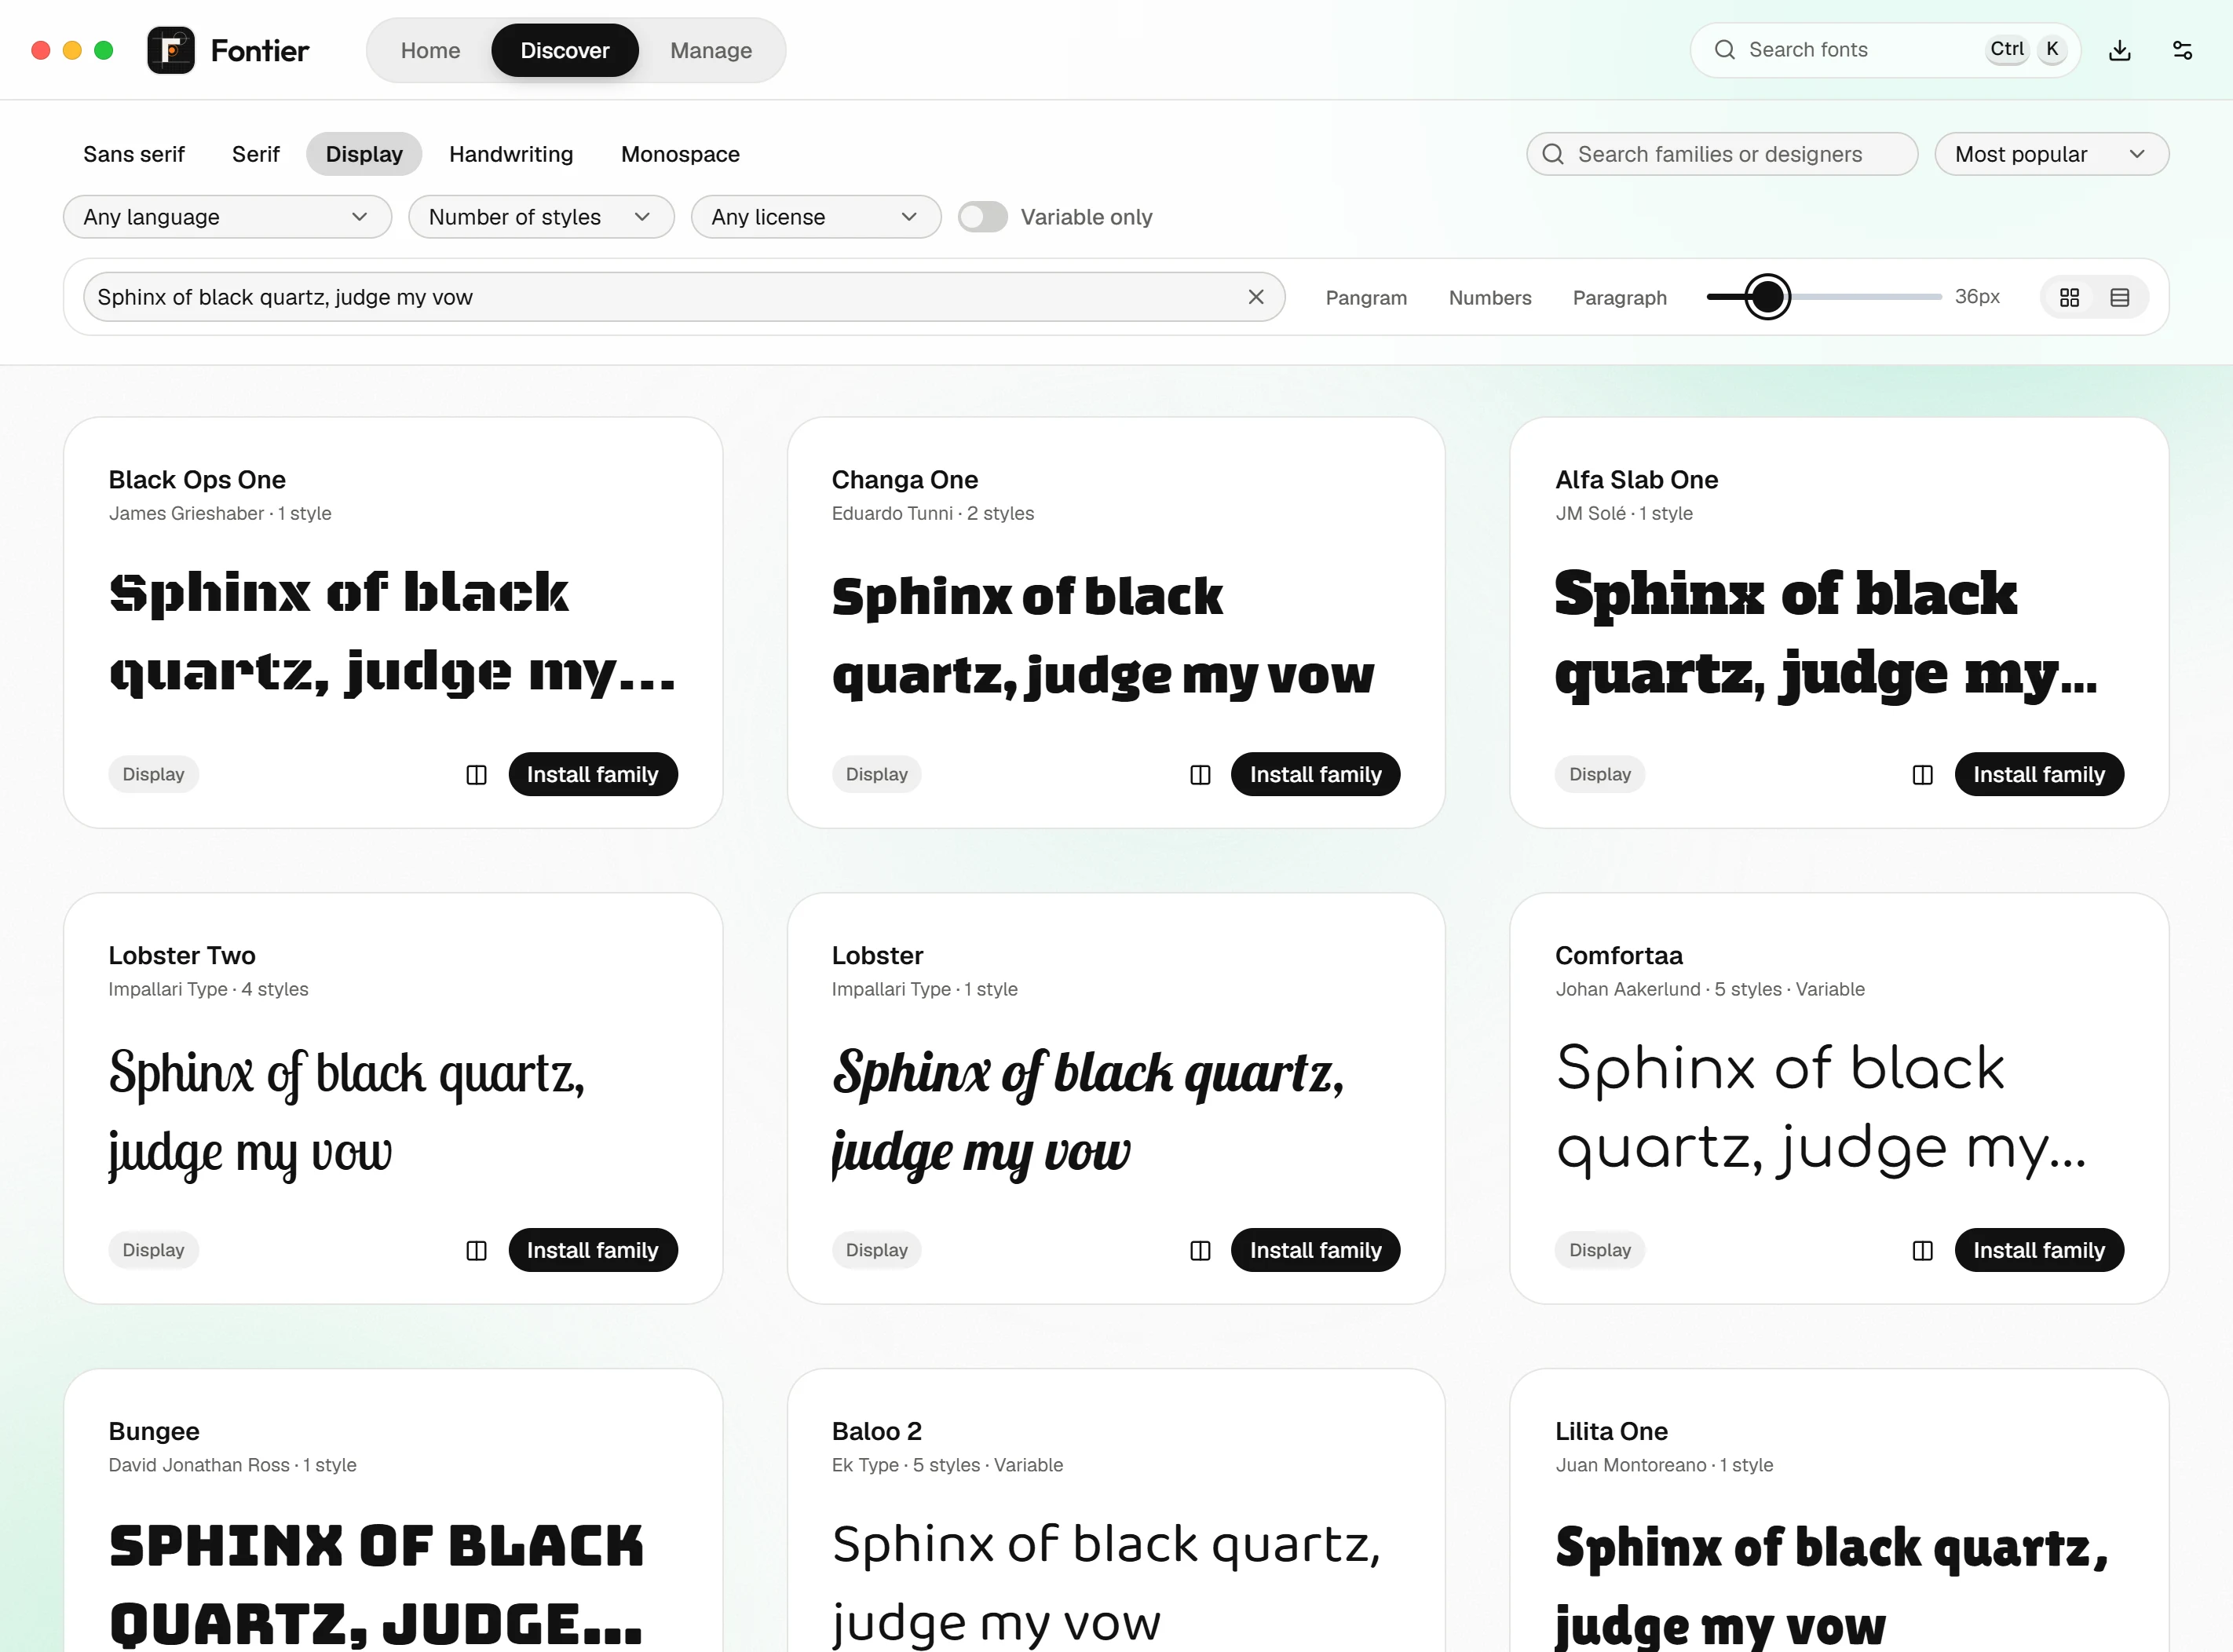 Fontier
Home Discover Manage
Search fonts Ctrl K
Sans serif Serif Display Handwriting Monospace
Search families or designers Most popular
Any language Number of styles Any license Variable only
Sphinx of black quartz, judge my vow Pangram Numbers Paragraph 36px
Black Ops One
James Grieshaber · 1 style
Sphinx of black
quartz, judge my...
Display Install family
Changa One
Eduardo Tunni · 2 styles
Sphinx of black
quartz, judge my vow
Display Install family
Alfa Slab One
JM Solé · 1 style
Sphinx of black
quartz, judge my...
Display Install family
Lobster Two
Impallari Type · 4 styles
Sphinx of black quartz,
judge my vow
Display Install family
Lobster
Impallari Type · 1 style
Sphinx of black quartz,
judge my vow
Display Install family
Comfortaa
Johan Aakerlund · 5 styles · Variable
Sphinx of black
quartz, judge my...
Display Install family
Bungee
David Jonathan Ross · 1 style
SPHINX OF BLACK
QUARTZ, JUDGE...
Baloo 2
Ek Type · 5 styles · Variable
Sphinx of black quartz,
judge my vow
Lilita One
Juan Montoreano · 1 style
Sphinx of black quartz,
judge my vow